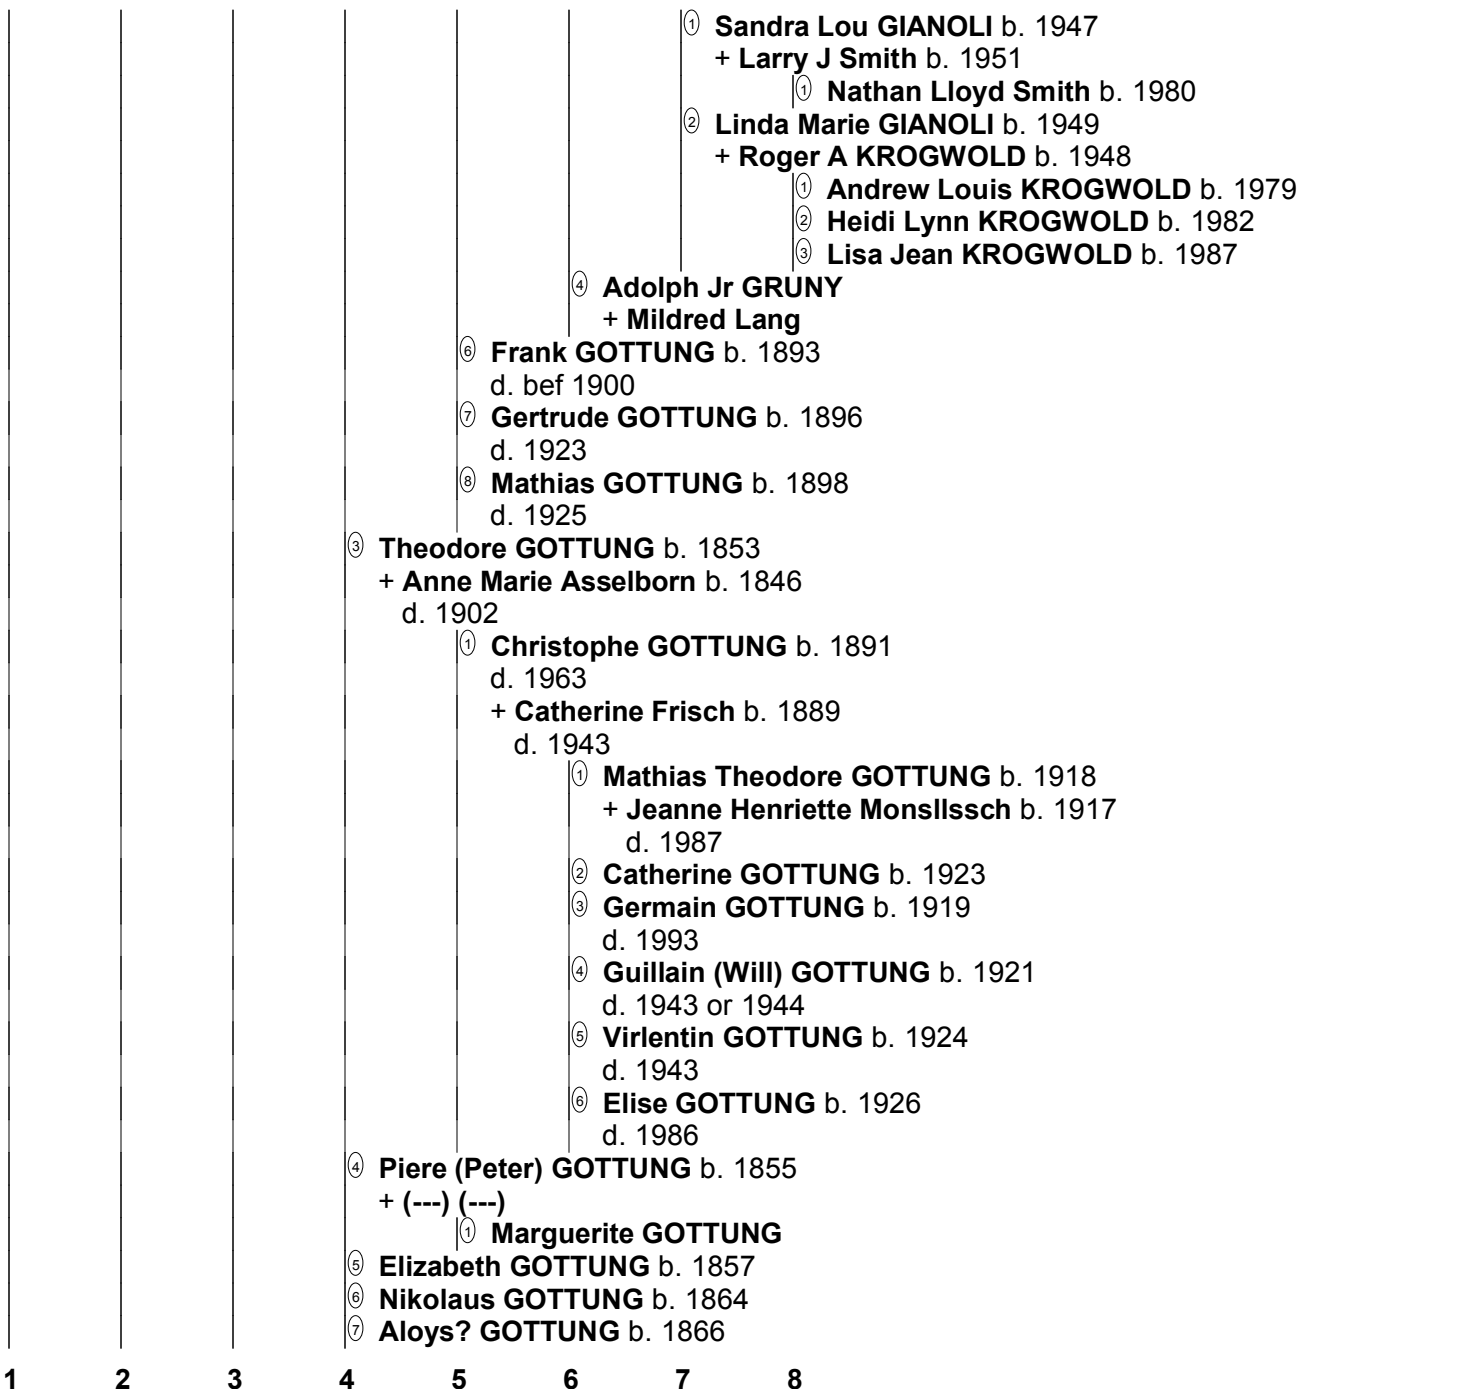 ① Sandra Lou GIANOLI b. 1947
+ Larry J Smith b. 1951
① Nathan Lloyd Smith b. 1980
② Linda Marie GIANOLI b. 1949
+ Roger A KROGWOLD b. 1948
① Andrew Louis KROGWOLD b. 1979
② Heidi Lynn KROGWOLD b. 1982
③ Lisa Jean KROGWOLD b. 1987
④ Adolph Jr GRUNY
+ Mildred Lang
⑥ Frank GOTTUNG b. 1893
d. bef 1900
⑦ Gertrude GOTTUNG b. 1896
d. 1923
⑧ Mathias GOTTUNG b. 1898
d. 1925
③ Theodore GOTTUNG b. 1853
+ Anne Marie Asselborn b. 1846
d. 1902
① Christophe GOTTUNG b. 1891
d. 1963
+ Catherine Frisch b. 1889
d. 1943
① Mathias Theodore GOTTUNG b. 1918
+ Jeanne Henriette Monsllssch b. 1917
d. 1987
② Catherine GOTTUNG b. 1923
③ Germain GOTTUNG b. 1919
d. 1993
④ Guillain (Will) GOTTUNG b. 1921
d. 1943 or 1944
⑤ Virlentin GOTTUNG b. 1924
d. 1943
⑥ Elise GOTTUNG b. 1926
d. 1986
④ Piere (Peter) GOTTUNG b. 1855
+ (---) (---)
① Marguerite GOTTUNG
⑤ Elizabeth GOTTUNG b. 1857
⑥ Nikolaus GOTTUNG b. 1864
⑦ Aloys? GOTTUNG b. 1866
1 2 3 4 5 6 7 8